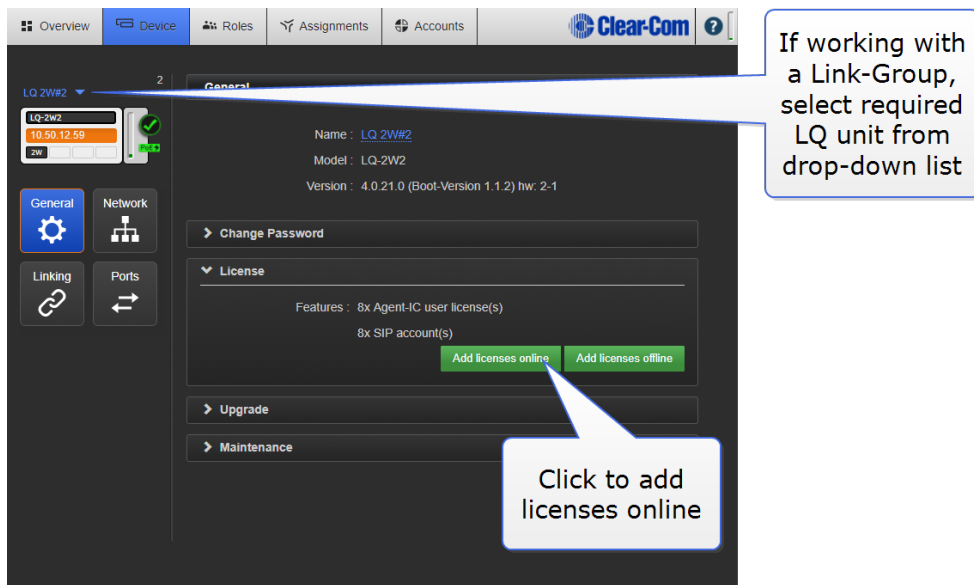 Overview Device Roles Assignments Accounts Clear-Com ?
If working with
a Link-Group,
select required
LQ unit from
drop-down list
2
LQ 2W#2
General
LQ-2W2
10.50.12.59
2W
PoE
Name : LQ 2W#2
Model : LQ-2W2
Version : 4.0.21.0 (Boot-Version 1.1.2) hw: 2-1
General Network
Change Password
Linking Ports
License
Features : 8x Agent-IC user license(s)
8x SIP account(s)
Add licenses online Add licenses offline
Upgrade
Maintenance
Click to add
licenses online